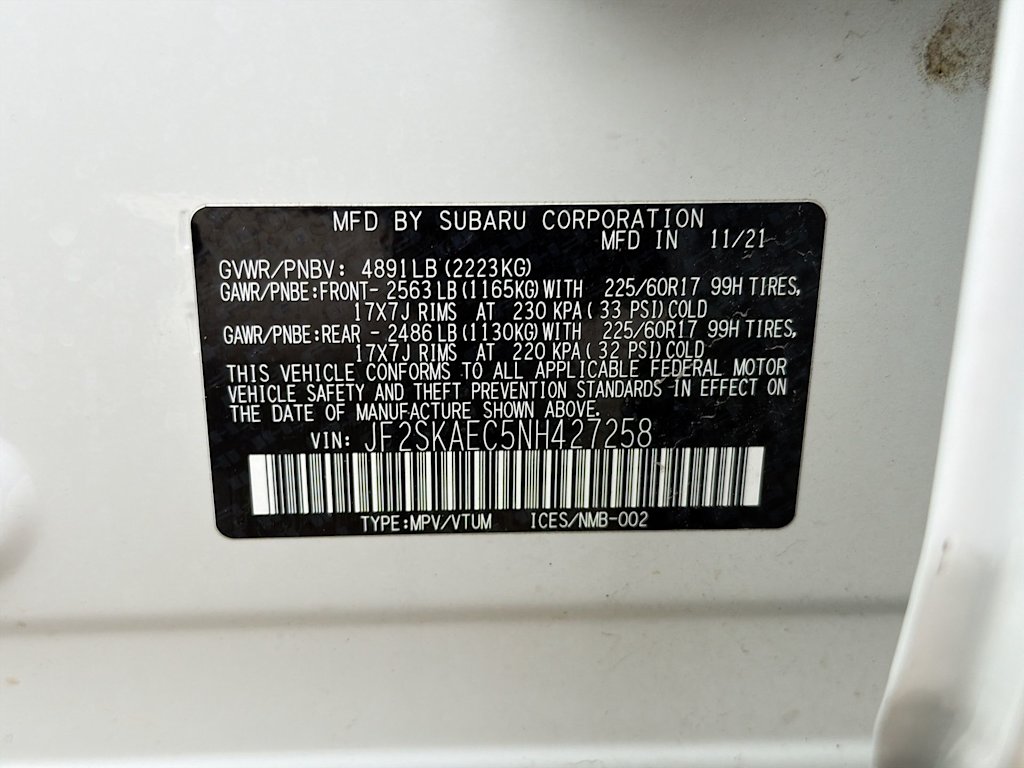 MFD BY SUBARU CORPORATION
MFD IN 11/21
GVWR/PNBV: 4891LB (2223KG)
GAWR/PNBE:FRONT- 2563LB (1165KG) WITH 225/60R17 99H TIRES,
17X7J RIMS AT 230 KPA ( 33 PSI) COLD
GAWR/PNBE:REAR - 2486LB (1130KG) WITH 225/60R17 99H TIRES,
17X7J RIMS AT 220 KPA ( 32 PSI) COLD
THIS VEHICLE CONFORMS TO ALL APPLICABLE FEDERAL MOTOR
VEHICLE SAFETY AND THEFT PREVENTION STANDARDS IN EFFECT ON
THE DATE OF MANUFACTURE SHOWN ABOVE.
VIN: JF2SKAEC5NH427258
TYPE:MPV/VTUM ICES/NMB-002